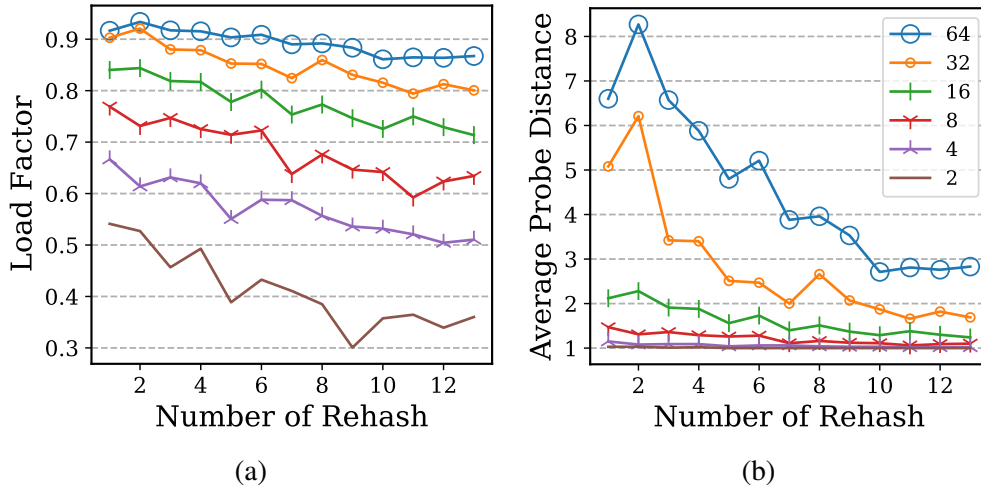 Load Factor
0.9
0.8
0.7
0.6
0.5
0.4
0.3
2 4 6 8 10 12
Number of Rehash
(a)
Average Probe Distance
8
7
6
5
4
3
2
1
2 4 6 8 10 12
Number of Rehash
64
32
16
8
4
2
(b)